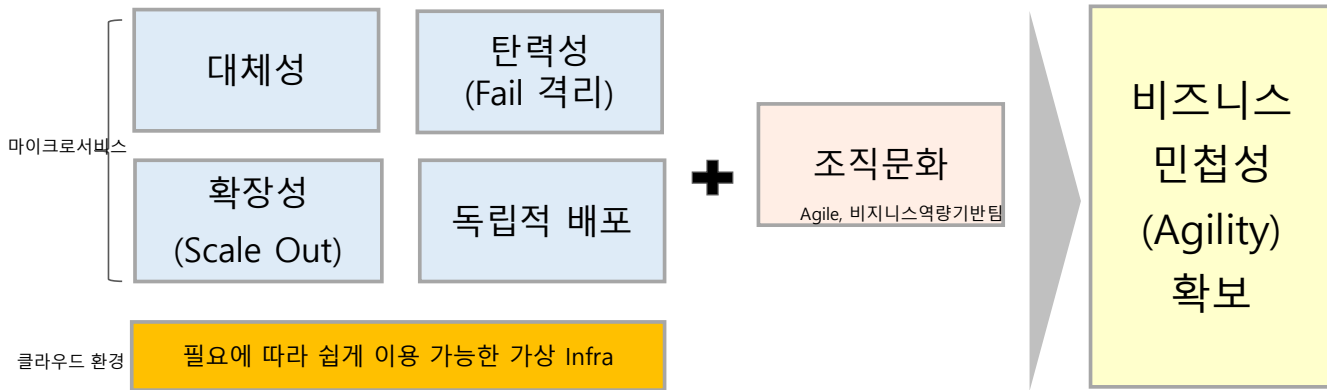 마이크로서비스
대체성
탄력성
(Fail 격리)
확장성
(Scale Out)
독립적 배포
클라우드 환경
필요에 따라 쉽게 이용 가능한 가상 Infra
조직문화
Agile, 비지니스역량기반팀
비즈니스
민첩성
(Agility)
확보